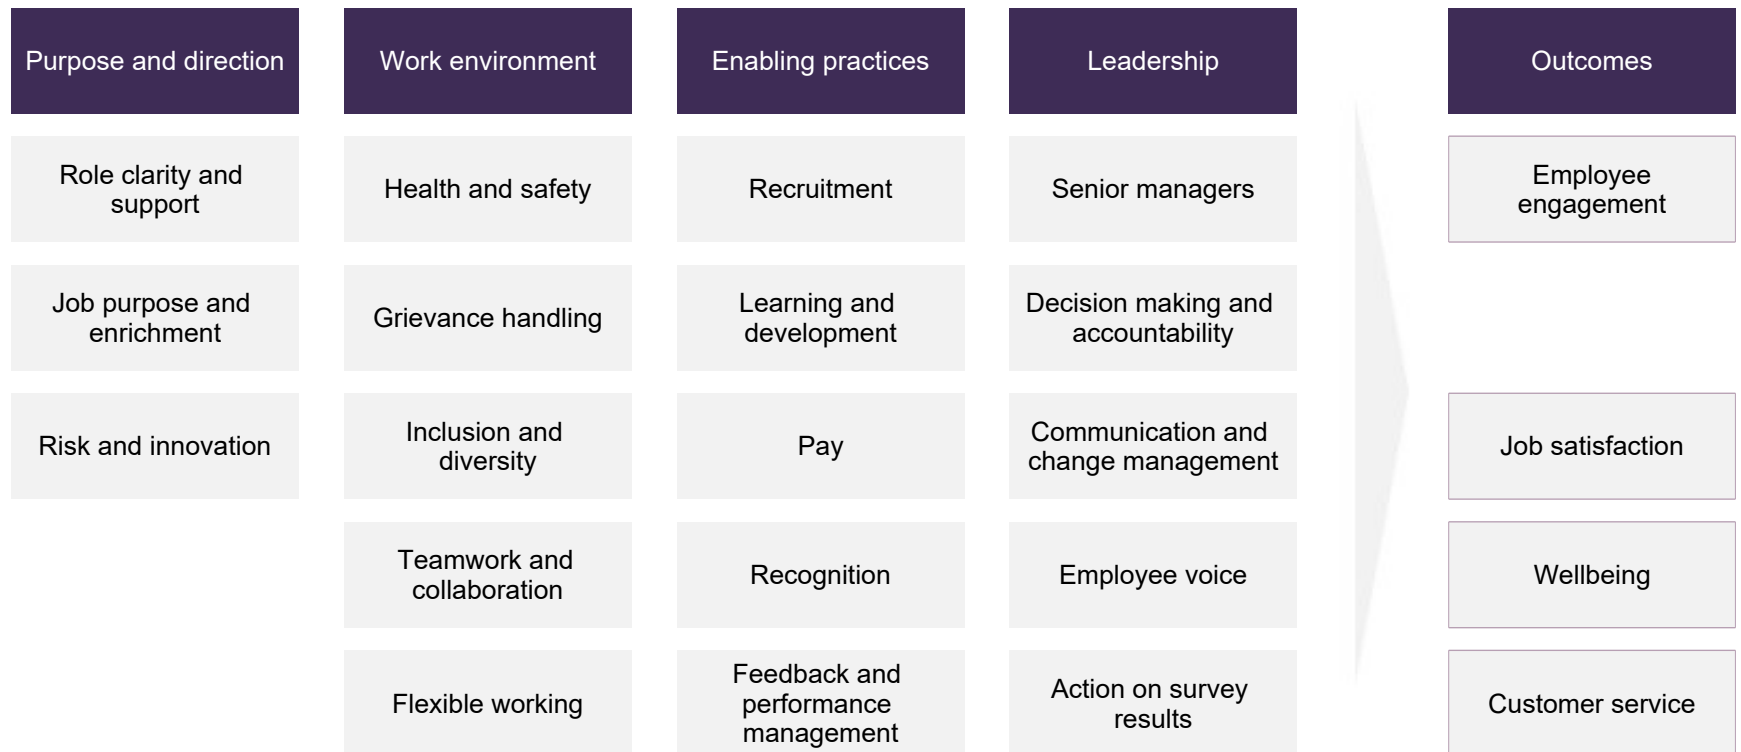 Purpose and direction
Work environment
Enabling practices
Leadership
Outcomes
Role clarity and
support
Health and safety
Recruitment
Senior managers
Employee
engagement
Job purpose and
enrichment
Grievance handling
Learning and
development
Decision making and
accountability
Risk and innovation
Inclusion and
diversity
Pay
Communication and
change management
Job satisfaction
Teamwork and
collaboration
Recognition
Employee voice
Wellbeing
Flexible working
Feedback and
performance
management
Action on survey
results
Customer service